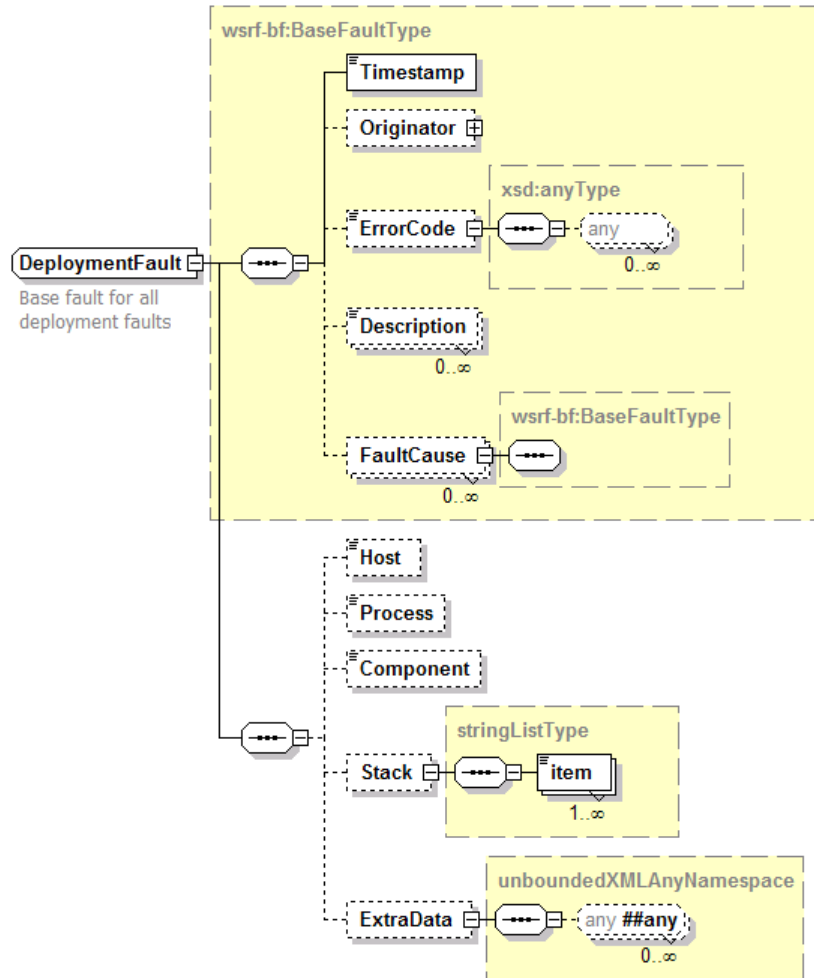 wsrf-bf:BaseFaultType
Timestamp
Originator
xsd:anyType
ErrorCode
any
0..∞
DeploymentFault
Base fault for all
deployment faults
Description
0..∞
wsrf-bf:BaseFaultType
FaultCause
0..∞
Host
Process
Component
stringListType
Stack
item
1..∞
unboundedXMLAnyNamespace
ExtraData
any ##any
0..∞